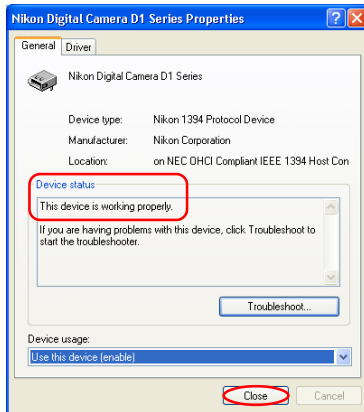 Nikon Digital Camera D1 Series Properties
General Driver
Nikon Digital Camera D1 Series
Device type: Nikon 1394 Protocol Device
Manufacturer: Nikon Corporation
Location: on NEC OHCI Compliant IEEE 1394 Host Con
Device status
This device is working properly.
If you are having problems with this device, click Troubleshoot to
start the troubleshooter.
Troubleshoot...
Device usage:
Use this device (enable)
Close Cancel